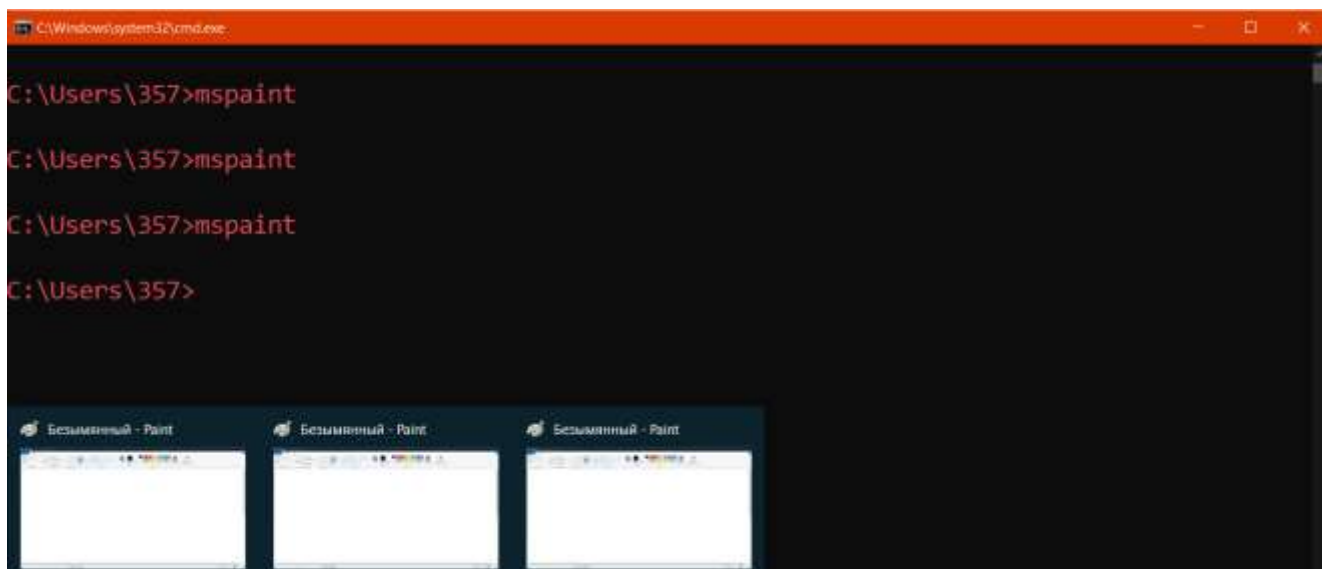 C:\Windows\system32\cmd.exe
C:\Users\357>mspaint
C:\Users\357>mspaint
C:\Users\357>mspaint
C:\Users\357>
Безымянный - Paint
Безымянный - Paint
Безымянный - Paint